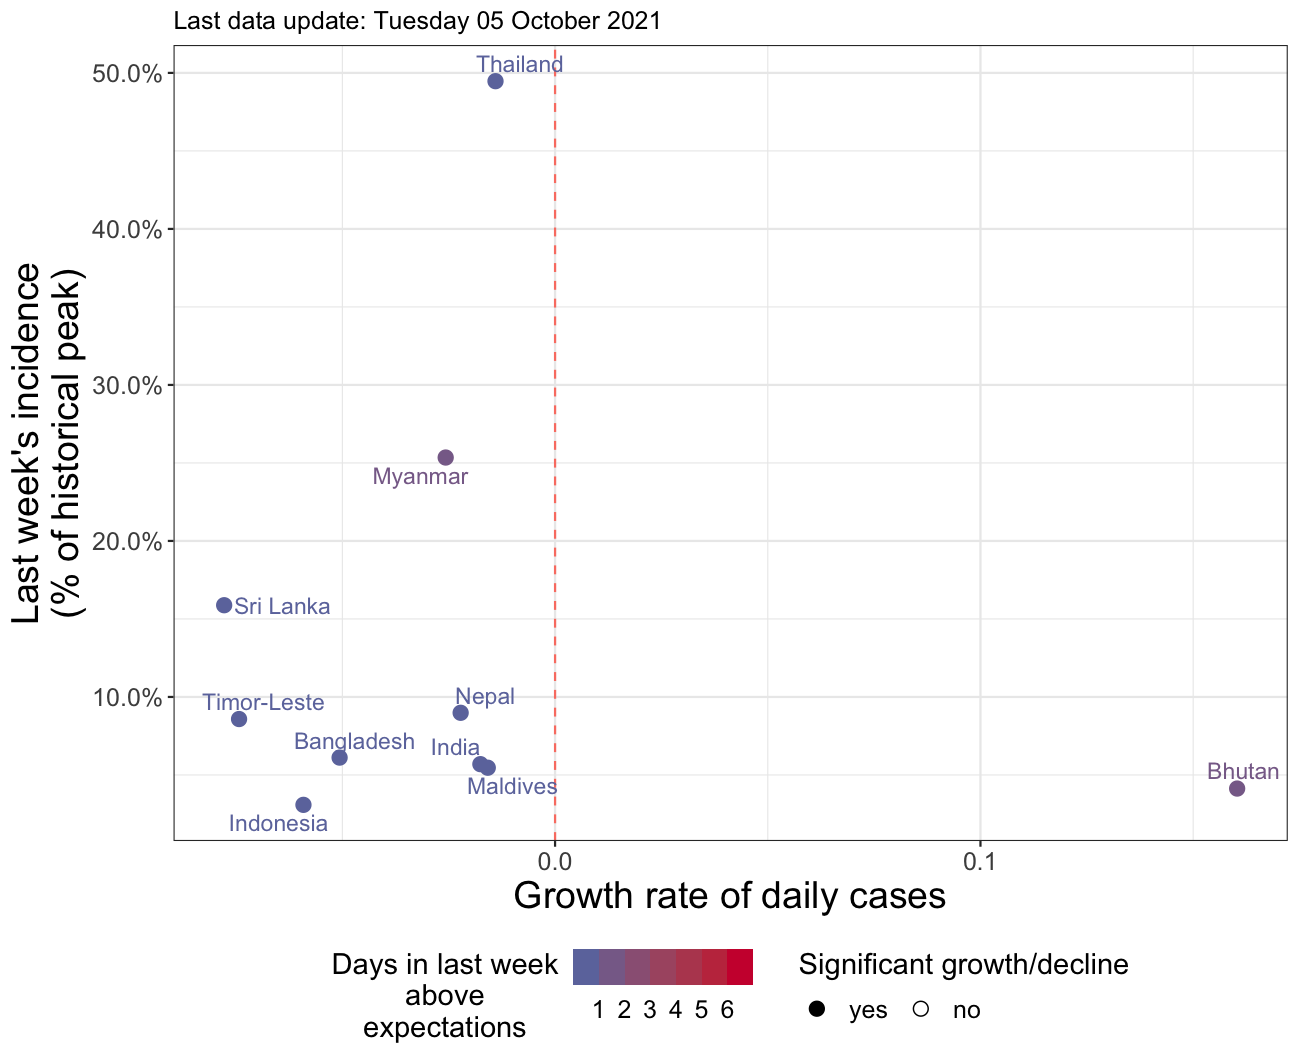 Last data update: Tuesday 05 October 2021
Thailand
50.0%
40.0%
30.0%
20.0%
10.0%
Last week's incidence
(% of historical peak)
Myanmar
Sri Lanka
Timor-Leste
Nepal
Bangladesh
India
Maldives
Bhutan
Indonesia
0.0
0.1
Growth rate of daily cases
Days in last week
above
expectations
1 2 3 4 5 6
Significant growth/decline
yes no